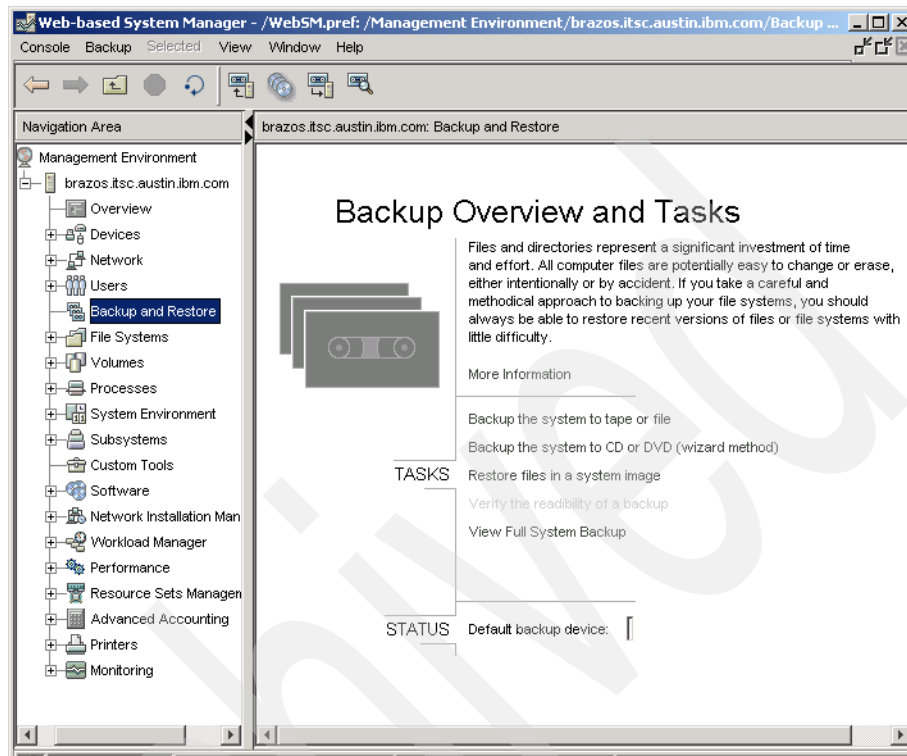 Web-based System Manager - /WebSM.pref: /Management Environment/brazos.itsc.austin.ibm.com/Backup ...
Console Backup Selected View Window Help
Navigation Area
brazos.itsc.austin.ibm.com: Backup and Restore
Management Environment
brazos.itsc.austin.ibm.com
Overview
Devices
Network
Users
Backup and Restore
File Systems
Volumes
Processes
System Environment
Subsystems
Custom Tools
Software
Network Installation Man
Workload Manager
Performance
Resource Sets Managen
Advanced Accounting
Printers
Monitoring
Backup Overview and Tasks
Files and directories represent a significant investment of time
and effort. All computer files are potentially easy to change or erase,
either intentionally or by accident. If you take a careful and
methodical approach to backing up your file systems, you should
always be able to restore recent versions of files or file systems with
little difficulty.
More Information
TASKS
Backup the system to tape or file
Backup the system to CD or DVD (wizard method)
Restore files in a system image
Verify the readibility of a backup
View Full System Backup
STATUS
Default backup device:
hived